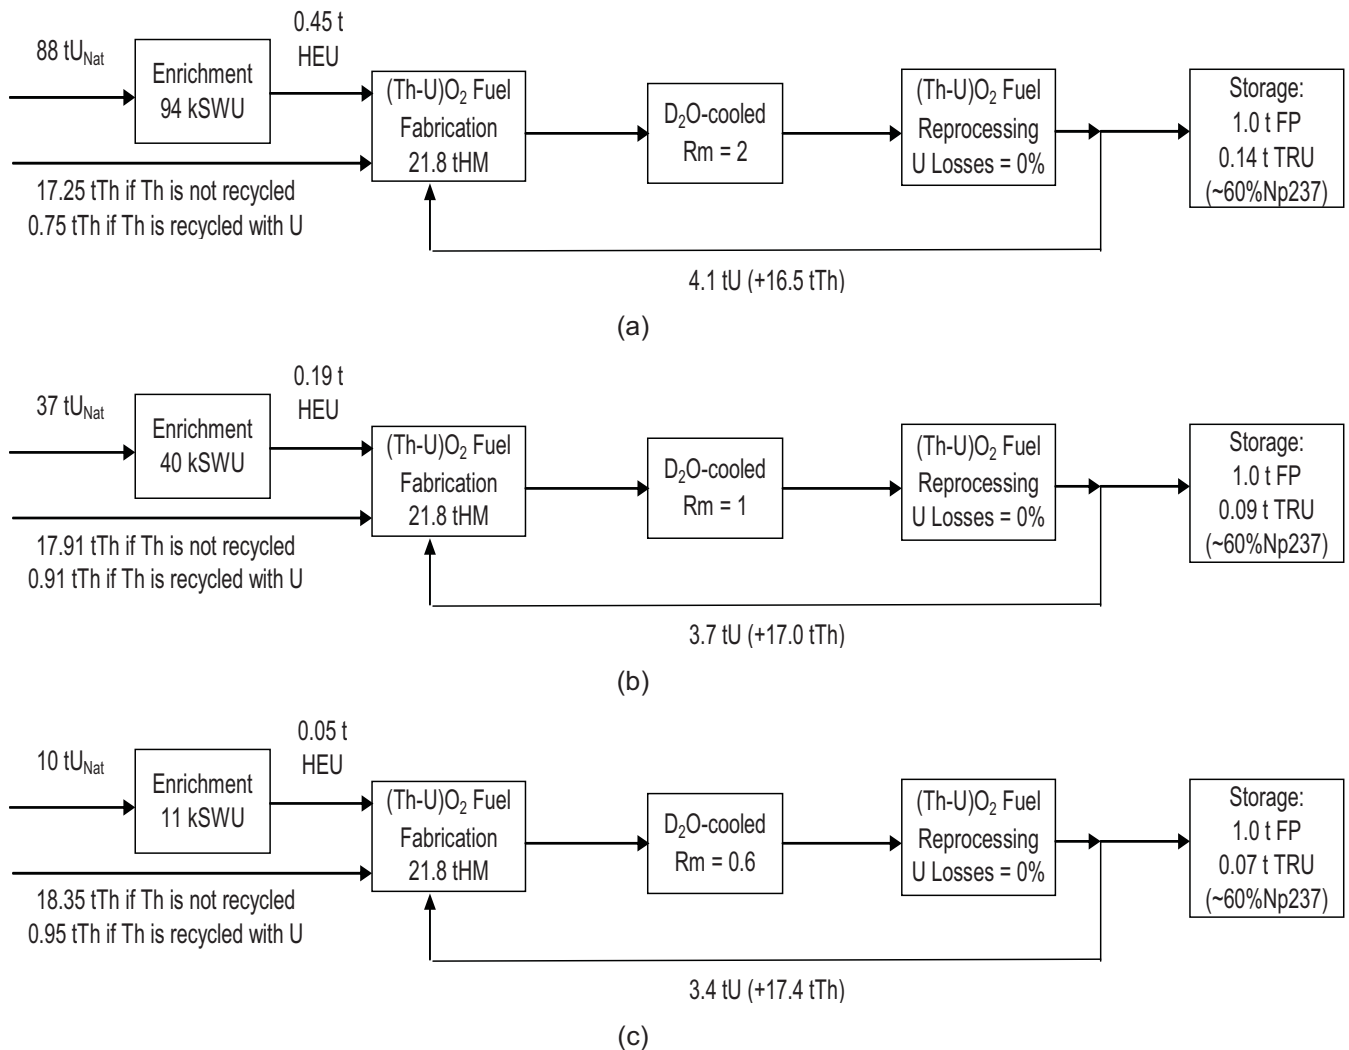 88 tU_Nat
Enrichment
94 kSWU
0.45 t
HEU
(Th-U)O₂ Fuel
Fabrication
21.8 tHM
D₂O-cooled
Rm = 2
(Th-U)O₂ Fuel
Reprocessing
U Losses = 0%
Storage:
1.0 t FP
0.14 t TRU
(~60%Np237)
17.25 tTh if Th is not recycled
0.75 tTh if Th is recycled with U
4.1 tU (+16.5 tTh)
(a)
37 tU_Nat
Enrichment
40 kSWU
0.19 t
HEU
(Th-U)O₂ Fuel
Fabrication
21.8 tHM
D₂O-cooled
Rm = 1
(Th-U)O₂ Fuel
Reprocessing
U Losses = 0%
Storage:
1.0 t FP
0.09 t TRU
(~60%Np237)
17.91 tTh if Th is not recycled
0.91 tTh if Th is recycled with U
3.7 tU (+17.0 tTh)
(b)
10 tU_Nat
Enrichment
11 kSWU
0.05 t
HEU
(Th-U)O₂ Fuel
Fabrication
21.8 tHM
D₂O-cooled
Rm = 0.6
(Th-U)O₂ Fuel
Reprocessing
U Losses = 0%
Storage:
1.0 t FP
0.07 t TRU
(~60%Np237)
18.35 tTh if Th is not recycled
0.95 tTh if Th is recycled with U
3.4 tU (+17.4 tTh)
(c)